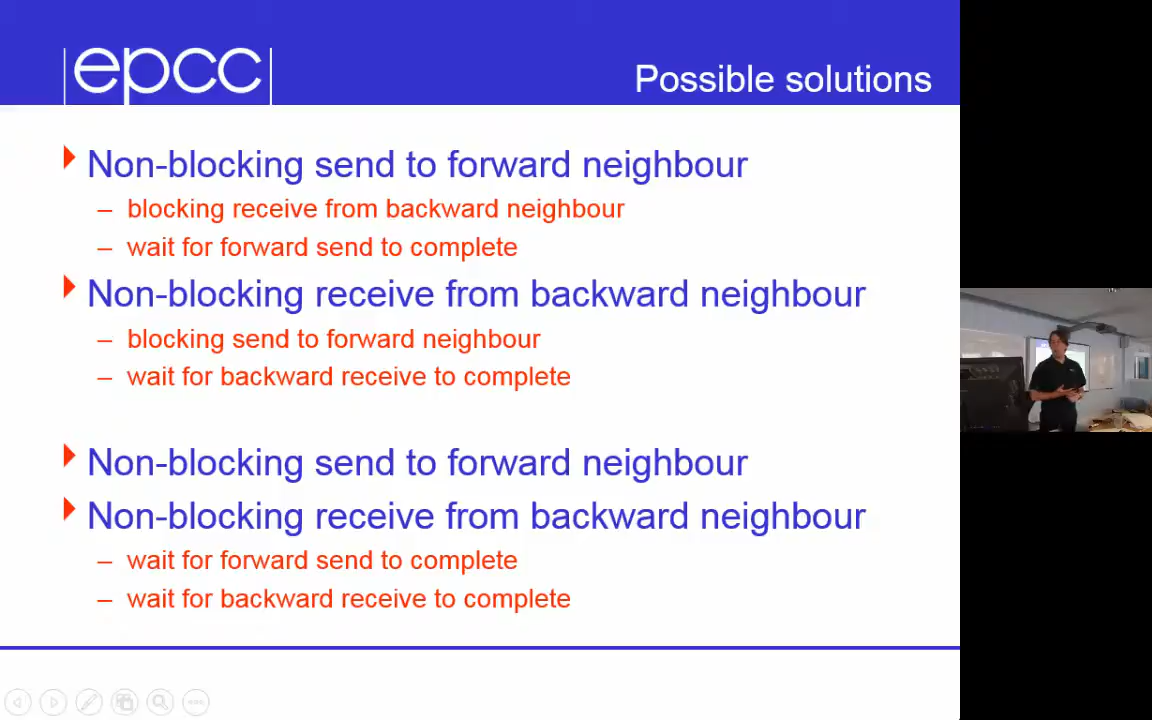 epcc
Possible solutions
Non-blocking send to forward neighbour
– blocking receive from backward neighbour
– wait for forward send to complete
Non-blocking receive from backward neighbour
– blocking send to forward neighbour
– wait for backward receive to complete
Non-blocking send to forward neighbour
Non-blocking receive from backward neighbour
– wait for forward send to complete
– wait for backward receive to complete